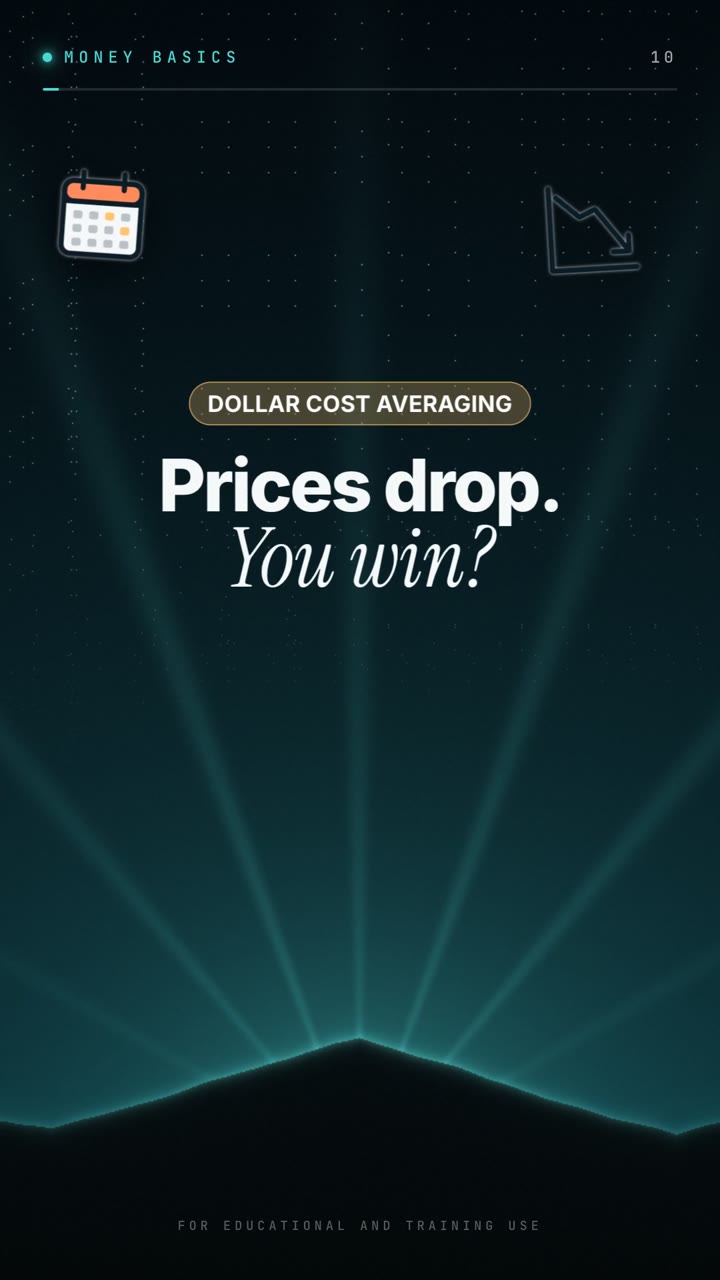 MONEY BASICS
10
DOLLAR COST AVERAGING
Prices drop.
You win?
FOR EDUCATIONAL AND TRAINING USE